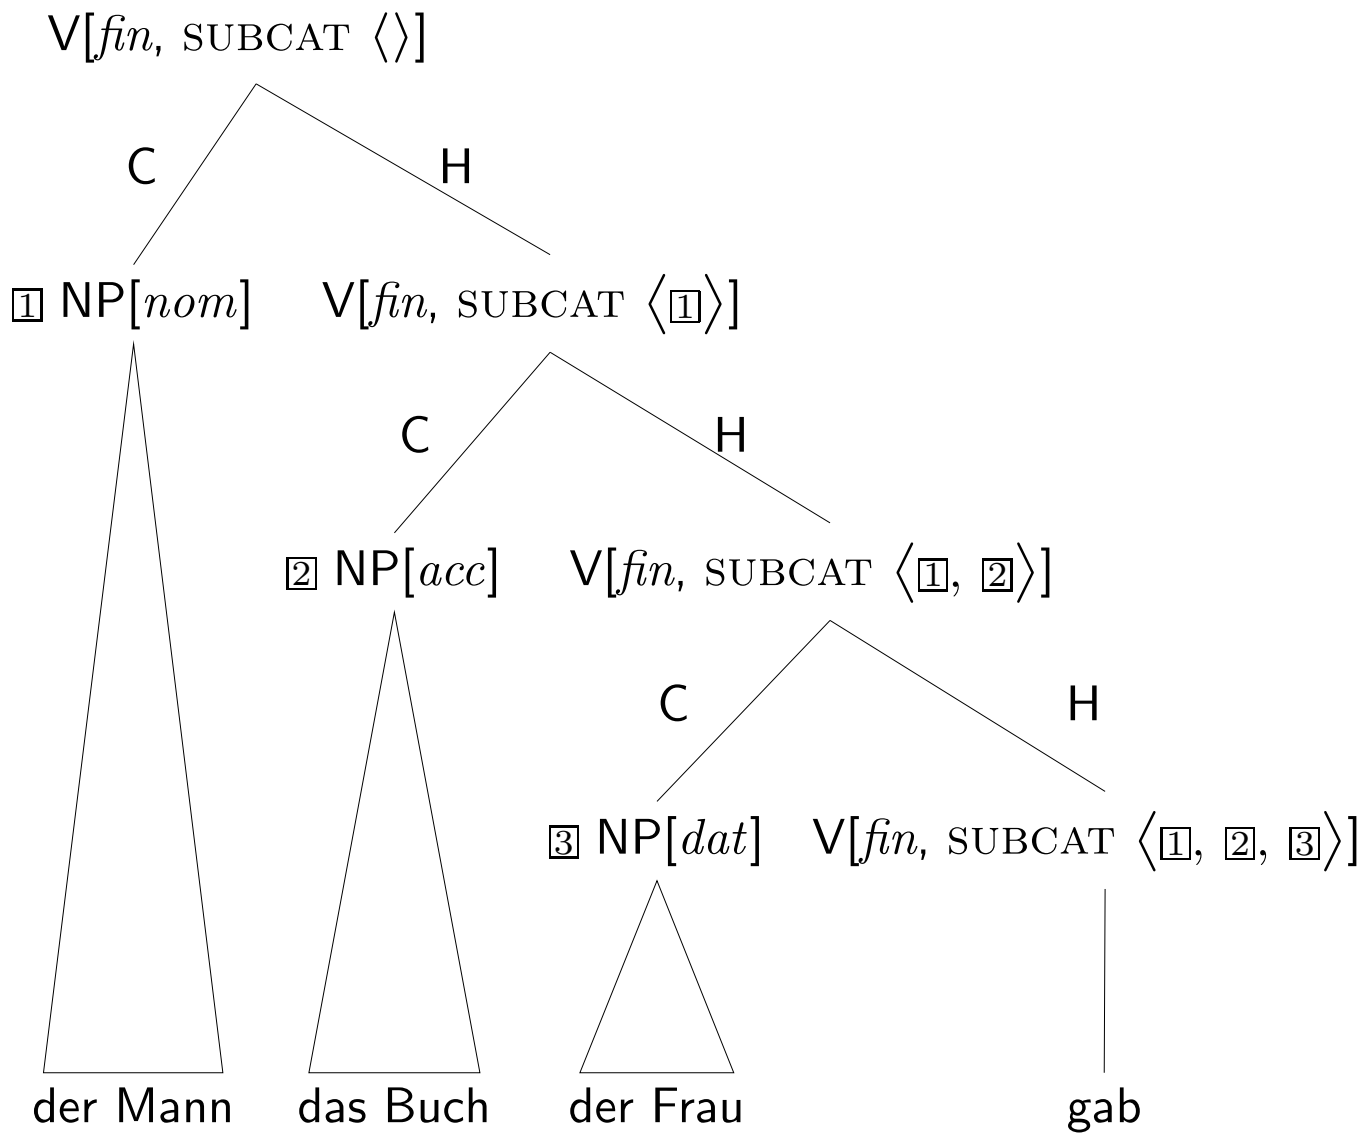 V[fin, SUBCAT ⟨⟩]
C H
1 NP[nom] V[fin, SUBCAT ⟨1⟩]
C H
2 NP[acc] V[fin, SUBCAT ⟨1, 2⟩]
C H
3 NP[dat] V[fin, SUBCAT ⟨1, 2, 3⟩]
der Mann das Buch der Frau gab